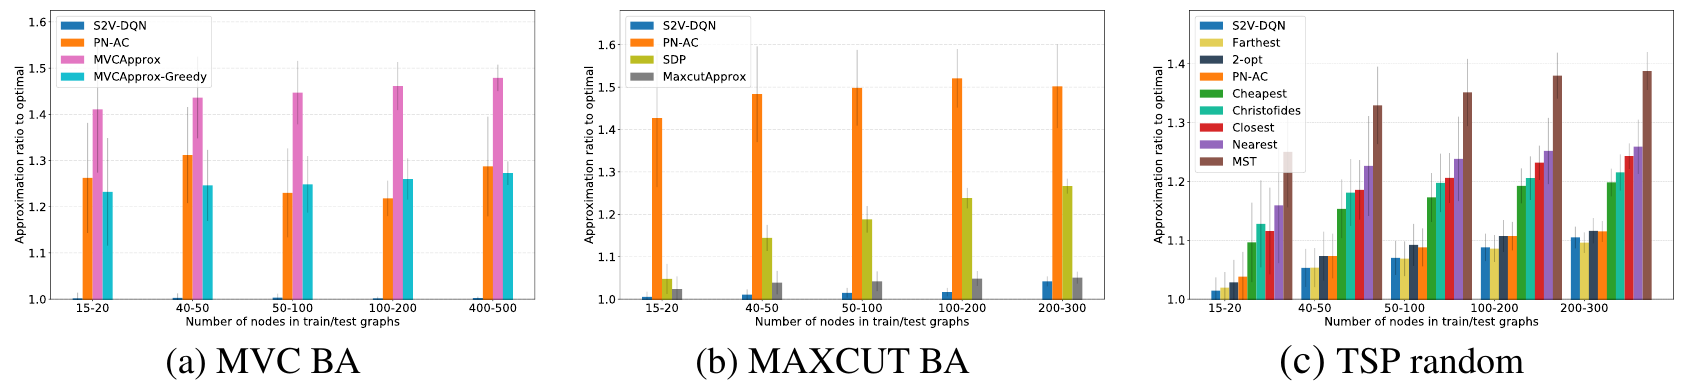 Approximation ratio to optimal
1.6
1.5
1.4
1.3
1.2
1.1
1.0
S2V-DQN
PN-AC
MVCApprox
MVCApprox-Greedy
15-20 40-50 50-100 100-200 400-500
Number of nodes in train/test graphs
(a) MVC BA
Approximation ratio to optimal
1.6
1.5
1.4
1.3
1.2
1.1
1.0
S2V-DQN
PN-AC
SDP
MaxcutApprox
15-20 40-50 50-100 100-200 200-300
Number of nodes in train/test graphs
(b) MAXCUT BA
Approximation ratio to optimal
1.4
1.3
1.2
1.1
1.0
S2V-DQN
Farthest
2-opt
PN-AC
Cheapest
Christofides
Closest
Nearest
MST
15-20 40-50 50-100 100-200 200-300
Number of nodes in train/test graphs
(c) TSP random